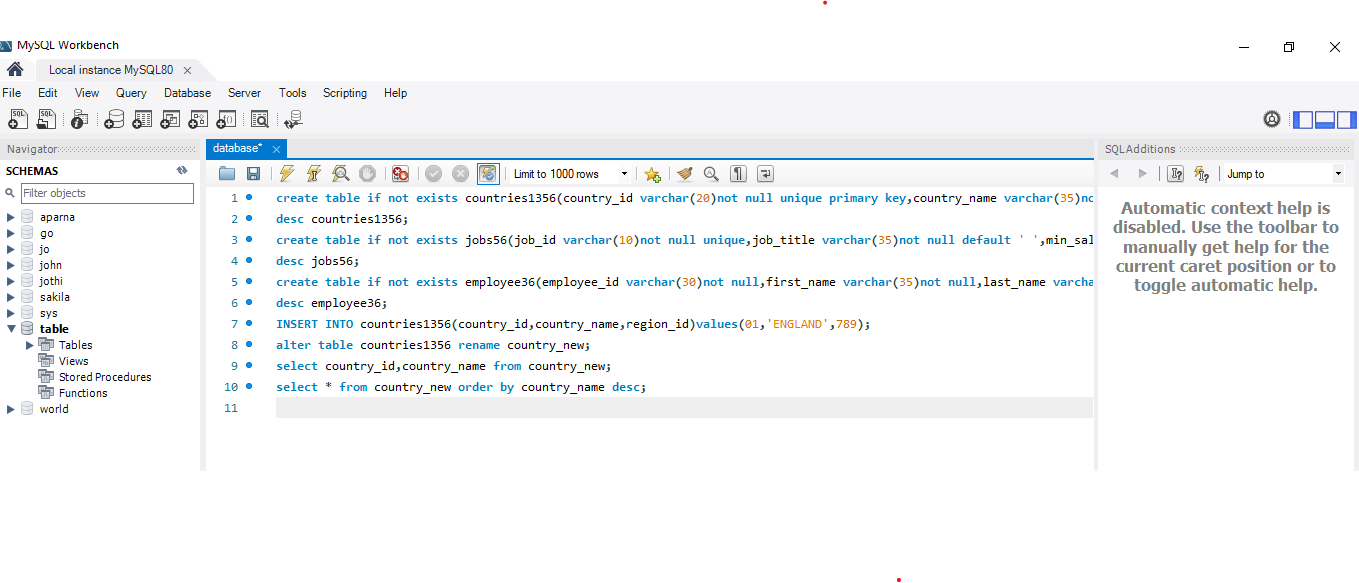 MySQL Workbench
Local instance MySQL80
File Edit View Query Database Server Tools Scripting Help
Navigator
SCHEMAS
Filter objects
aparna
go
jo
john
jothi
sakila
sys
table
Tables
Views
Stored Procedures
Functions
world
database*
Limit to 1000 rows
1 create table if not exists countries1356(country_id varchar(20)not null unique primary key,country_name varchar(35)no
2 desc countries1356;
3 create table if not exists jobs56(job_id varchar(10)not null unique,job_title varchar(35)not null default ' ',min_sal
4 desc jobs56;
5 create table if not exists employee36(employee_id varchar(30)not null,first_name varchar(35)not null,last_name varcha
6 desc employee36;
7 INSERT INTO countries1356(country_id,country_name,region_id)values(01,'ENGLAND',789);
8 alter table countries1356 rename country_new;
9 select country_id,country_name from country_new;
10 select * from country_new order by country_name desc;
11
SQLAdditions
Jump to
Automatic context help is
disabled. Use the toolbar to
manually get help for the
current caret position or to
toggle automatic help.